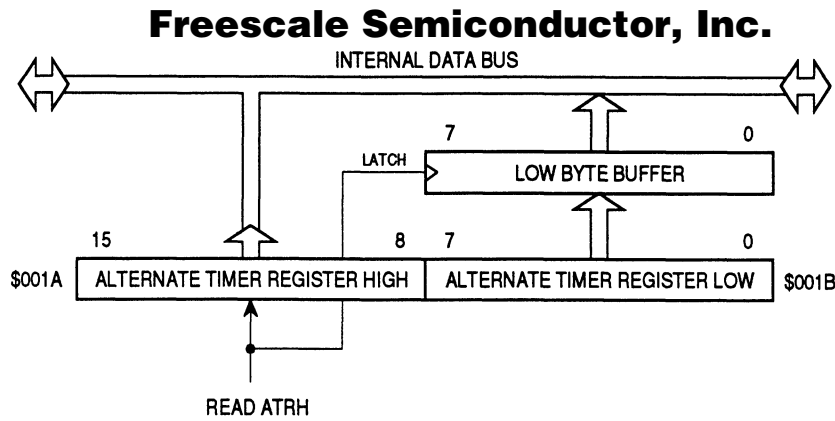 Freescale Semiconductor, Inc.
INTERNAL DATA BUS
7 0
LATCH
LOW BYTE BUFFER
15 8 7 0
$001A ALTERNATE TIMER REGISTER HIGH ALTERNATE TIMER REGISTER LOW $001B
READ ATRH